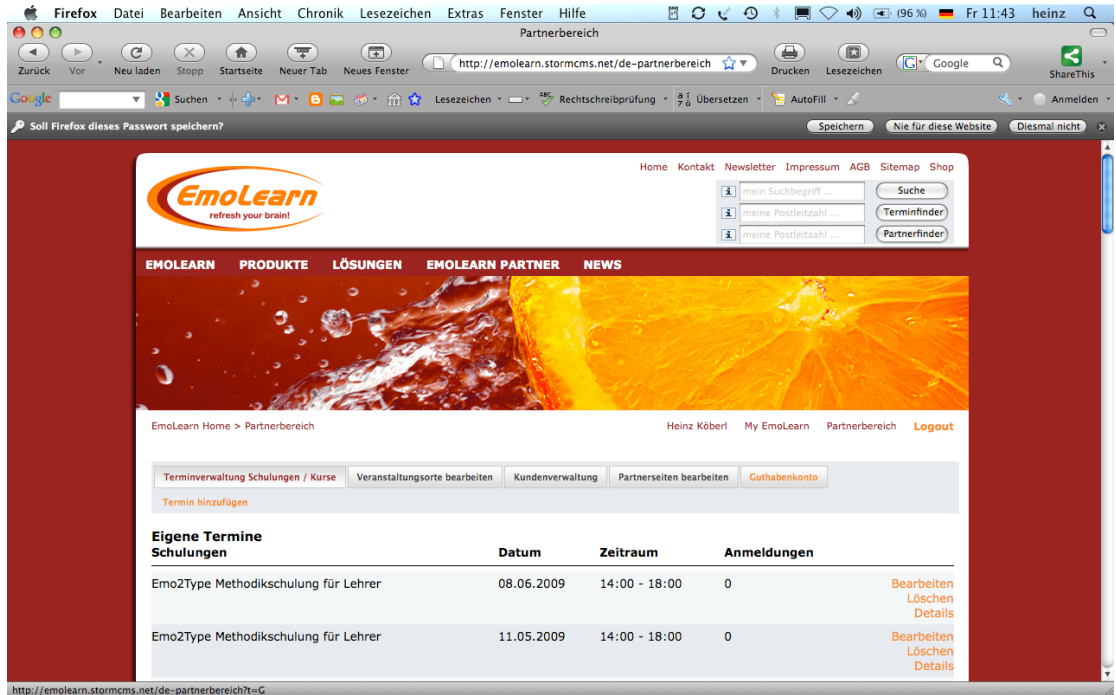 Firefox Datei Bearbeiten Ansicht Chronik Lesezeichen Extras Fenster Hilfe (96 %) Fr 11:43 heinz
Partnerbereich
http://emolearn.stormcms.net/de-partnerbereich Google
Zurück Vor Neu laden Stopp Startseite Neuer Tab Neues Fenster Drucken Lesezeichen ShareThis
Google Suchen Lesezeichen Rechtschreibprüfung Übersetzen AutoFill Anmelden
Soll Firefox dieses Passwort speichern? Speichern Nie für diese Website Diesmal nicht
Home Kontakt Newsletter Impressum AGB Sitemap Shop
EmoLearn
refresh your brain!
mein Suchbegriff ... Suche
meine Postleitzahl ... Terminfinder
meine Postleitzahl ... Partnerfinder
EMOLEARN PRODUKTE LÖSUNGEN EMOLEARN PARTNER NEWS
EmoLearn Home > Partnerbereich Heinz Köberl My EmoLearn Partnerbereich Logout
Terminverwaltung Schulungen / Kurse Veranstaltungsorte bearbeiten Kundenverwaltung Partnerseiten bearbeiten Guthabenkonto
Termin hinzufügen
Eigene Termine
Schulungen Datum Zeitraum Anmeldungen
Emo2Type Methodikschulung für Lehrer 08.06.2009 14:00 - 18:00 0 Bearbeiten
Löschen
Details
Emo2Type Methodikschulung für Lehrer 11.05.2009 14:00 - 18:00 0 Bearbeiten
Löschen
Details
http://emolearn.stormcms.net/de-partnerbereich?t=G